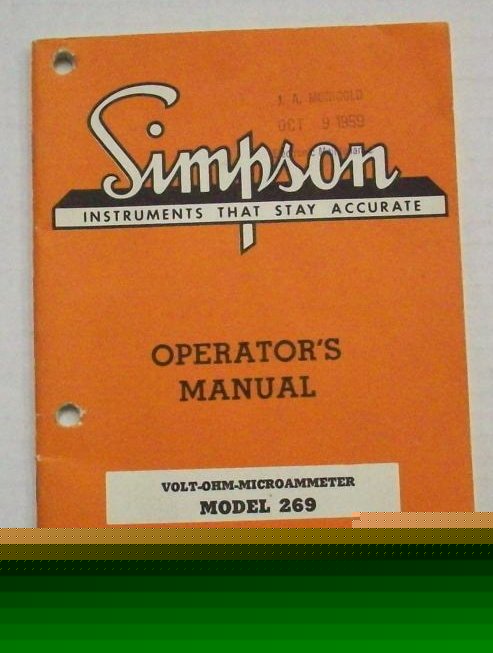 OCT 9 1959
Simpson
INSTRUMENTS THAT STAY ACCURATE
OPERATOR'S
MANUAL
VOLT-OHM-MICROAMMETER
MODEL 269